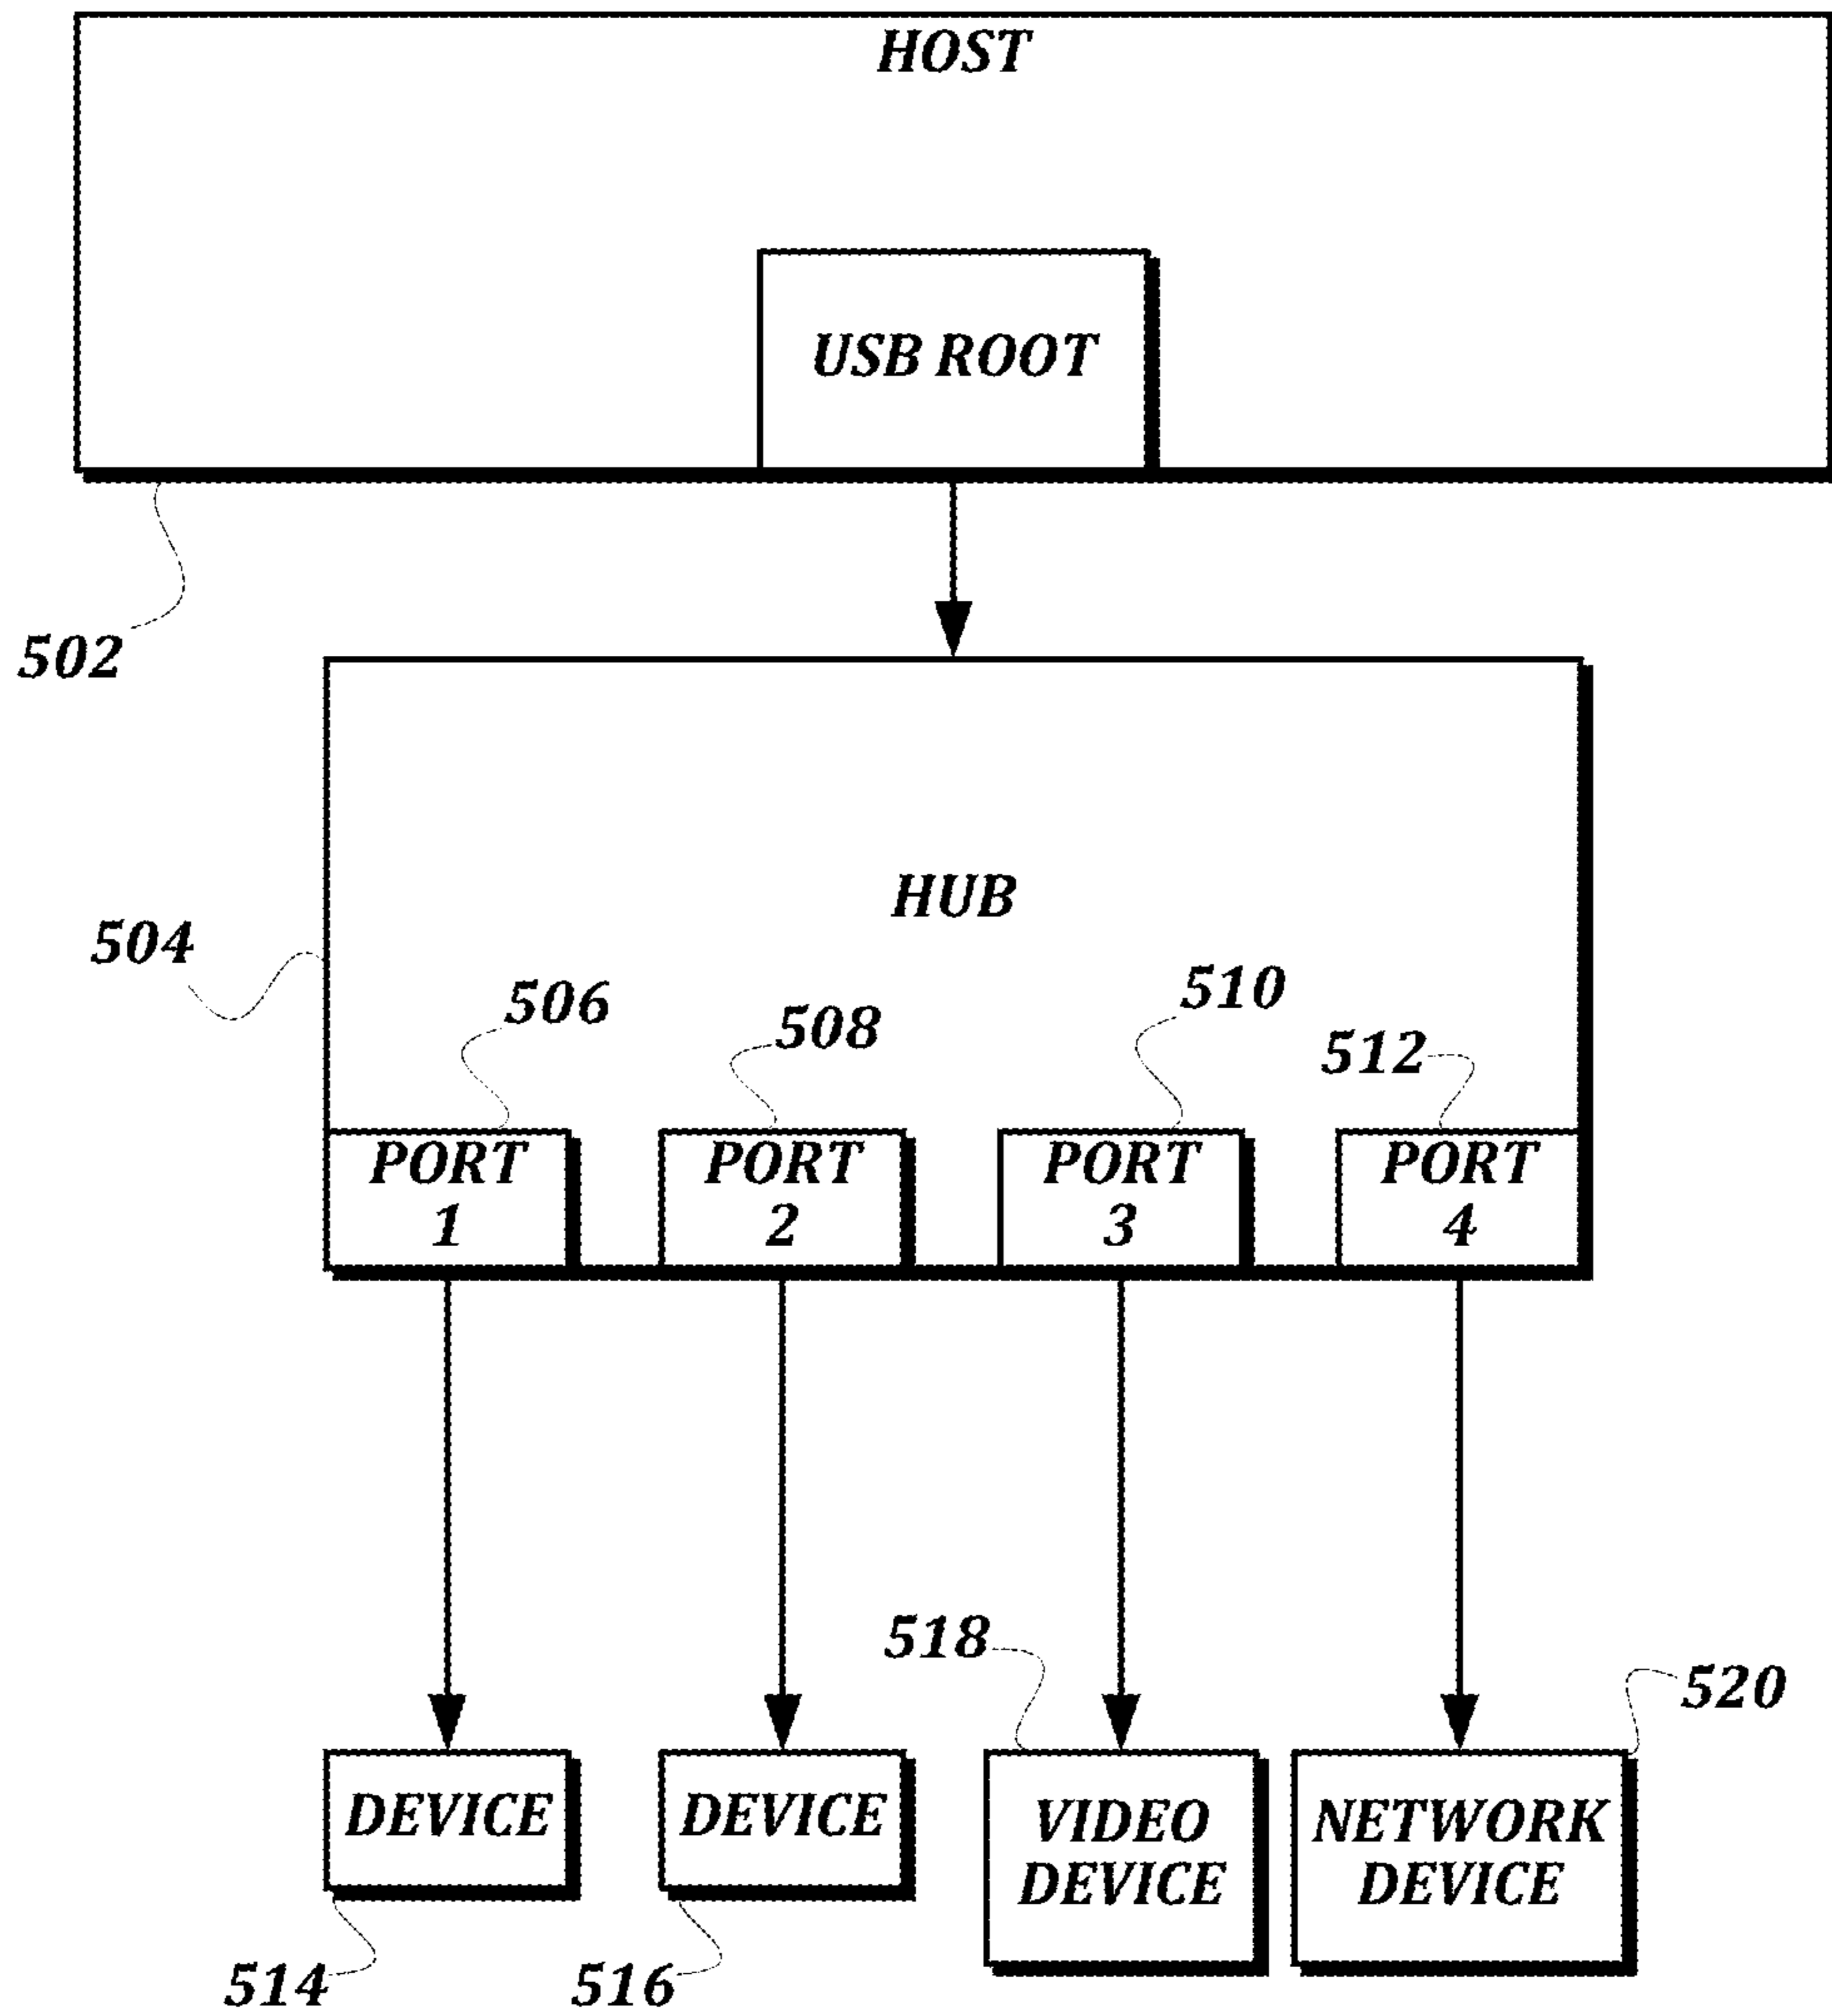 HOST
USB ROOT
502
HUB
504
506
508
510
512
PORT
1
PORT
2
PORT
3
PORT
4
518
520
DEVICE
DEVICE
VIDEO
DEVICE
NETWORK
DEVICE
514
516